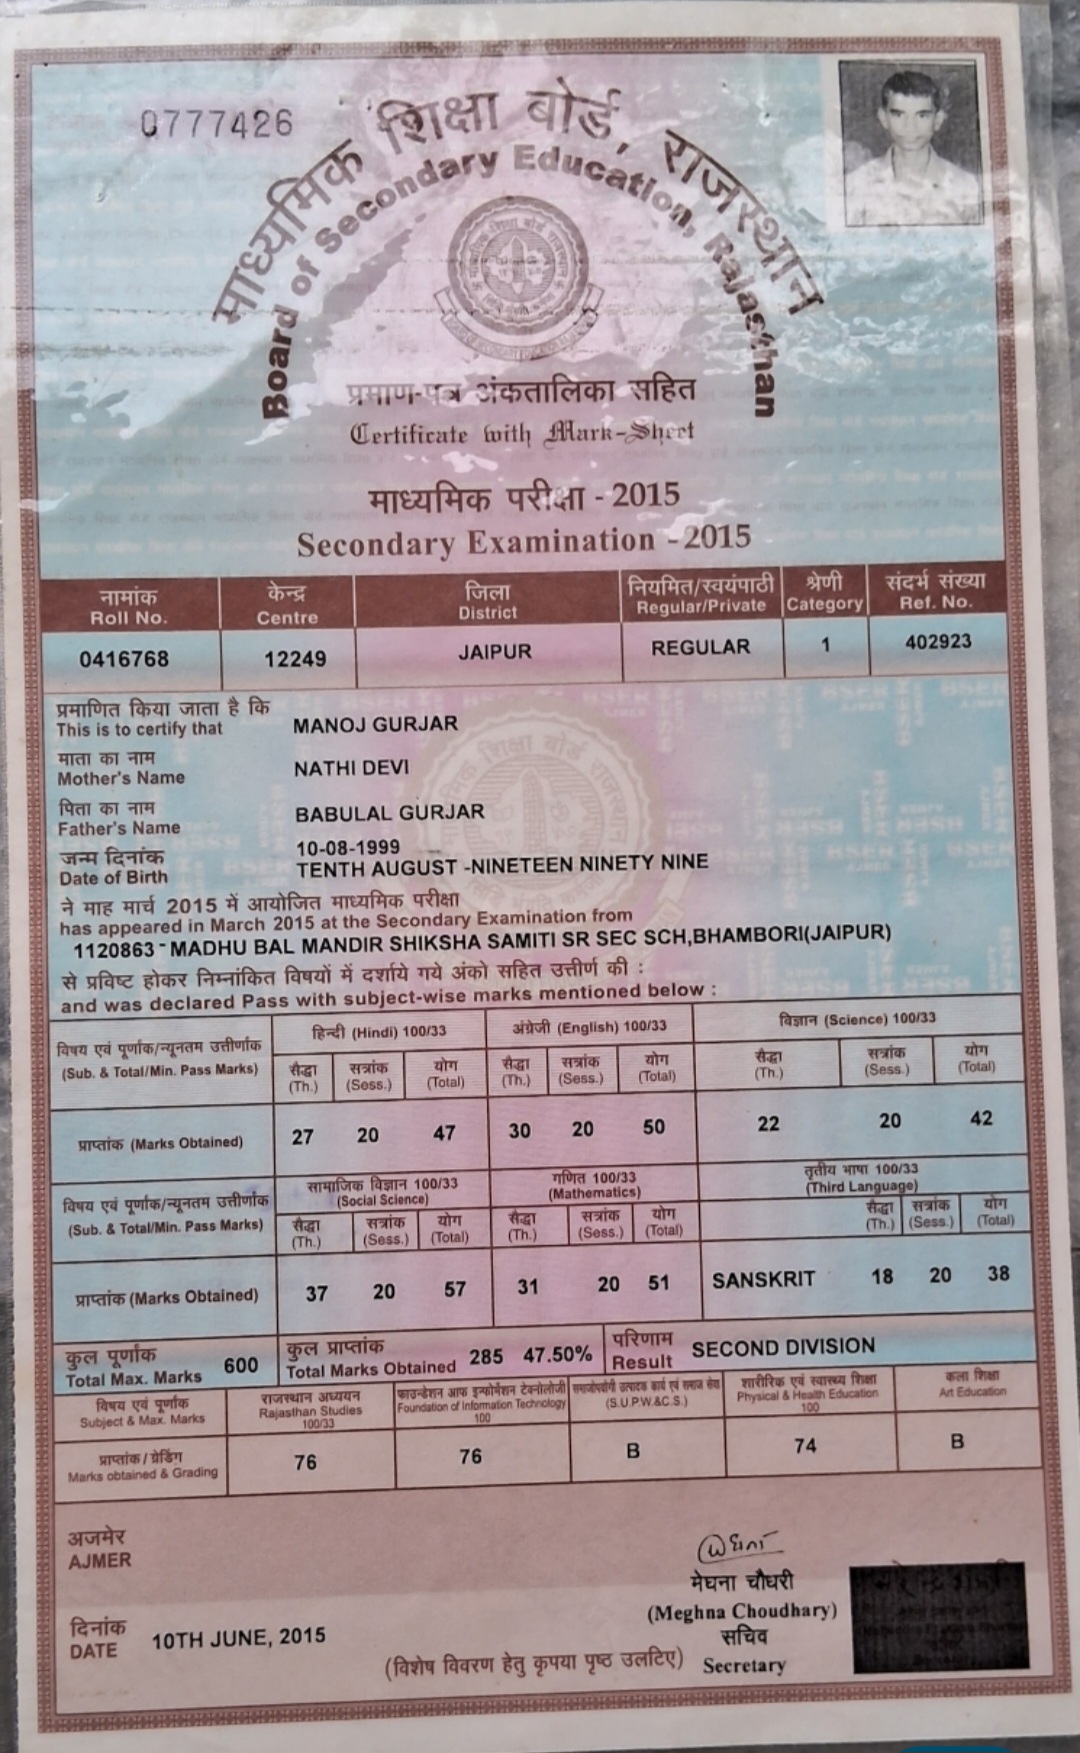 0777426
माध्यमिक शिक्षा बोर्ड, राजस्थान
Board of Secondary Education, Rajasthan
प्रमाण-पत्र अंकतालिका सहित
Certificate with Mark-Sheet
माध्यमिक परीक्षा - 2015
Secondary Examination - 2015
नामांक केन्द्र जिला नियमित/स्वयंपाठी श्रेणी संदर्भ संख्या
Roll No. Centre District Regular/Private Category Ref. No.
0416768 12249 JAIPUR REGULAR 1 402923
प्रमाणित किया जाता है कि
This is to certify that MANOJ GURJAR
माता का नाम
Mother's Name NATHI DEVI
पिता का नाम
Father's Name BABULAL GURJAR
जन्म दिनांक 10-08-1999
Date of Birth TENTH AUGUST -NINETEEN NINETY NINE
ने माह मार्च 2015 में आयोजित माध्यमिक परीक्षा
has appeared in March 2015 at the Secondary Examination from
1120863 - MADHU BAL MANDIR SHIKSHA SAMITI SR SEC SCH,BHAMBORI(JAIPUR)
से प्रविष्ट होकर निम्नांकित विषयों में दर्शाये गये अंको सहित उत्तीर्ण की :
and was declared Pass with subject-wise marks mentioned below :
विषय एवं पूर्णांक/न्यूनतम उत्तीर्णांक हिन्दी (Hindi) 100/33 अंग्रेजी (English) 100/33 विज्ञान (Science) 100/33
(Sub. & Total/Min. Pass Marks) सैद्धा सत्रांक योग सैद्धा सत्रांक योग सैद्धा सत्रांक योग
(Th.) (Sess.) (Total) (Th.) (Sess.) (Total) (Th.) (Sess.) (Total)
प्राप्तांक (Marks Obtained) 27 20 47 30 20 50 22 20 42
विषय एवं पूर्णांक/न्यूनतम उत्तीर्णांक सामाजिक विज्ञान 100/33 गणित 100/33 तृतीय भाषा 100/33
(Sub. & Total/Min. Pass Marks) (Social Science) (Mathematics) (Third Language)
सैद्धा सत्रांक योग सैद्धा सत्रांक योग सैद्धा सत्रांक योग
(Th.) (Sess.) (Total) (Th.) (Sess.) (Total) (Th.) (Sess.) (Total)
प्राप्तांक (Marks Obtained) 37 20 57 31 20 51 SANSKRIT 18 20 38
कुल पूर्णांक 600 कुल प्राप्तांक 285 47.50% परिणाम SECOND DIVISION
Total Max. Marks Total Marks Obtained Result
विषय एवं पूर्णांक राजस्थान अध्ययन फाउन्डेशन आफ इन्फोर्मेशन टेक्नोलोजी समाजोपयोगी उत्पादक कार्य एवं समाज सेवा शारीरिक एवं स्वास्थ्य शिक्षा कला शिक्षा
Subject & Max. Marks Rajasthan Studies Foundation of Information Technology (S.U.P.W.&C.S.) Physical & Health Education Art Education
100/33 100 100
प्राप्तांक / ग्रेडिंग 76 76 B 74 B
Marks obtained & Grading
अजमेर
AJMER
मेघना चौधरी
(Meghna Choudhary)
सचिव
Secretary
दिनांक
DATE 10TH JUNE, 2015
(विशेष विवरण हेतु कृपया पृष्ठ उलटिए)